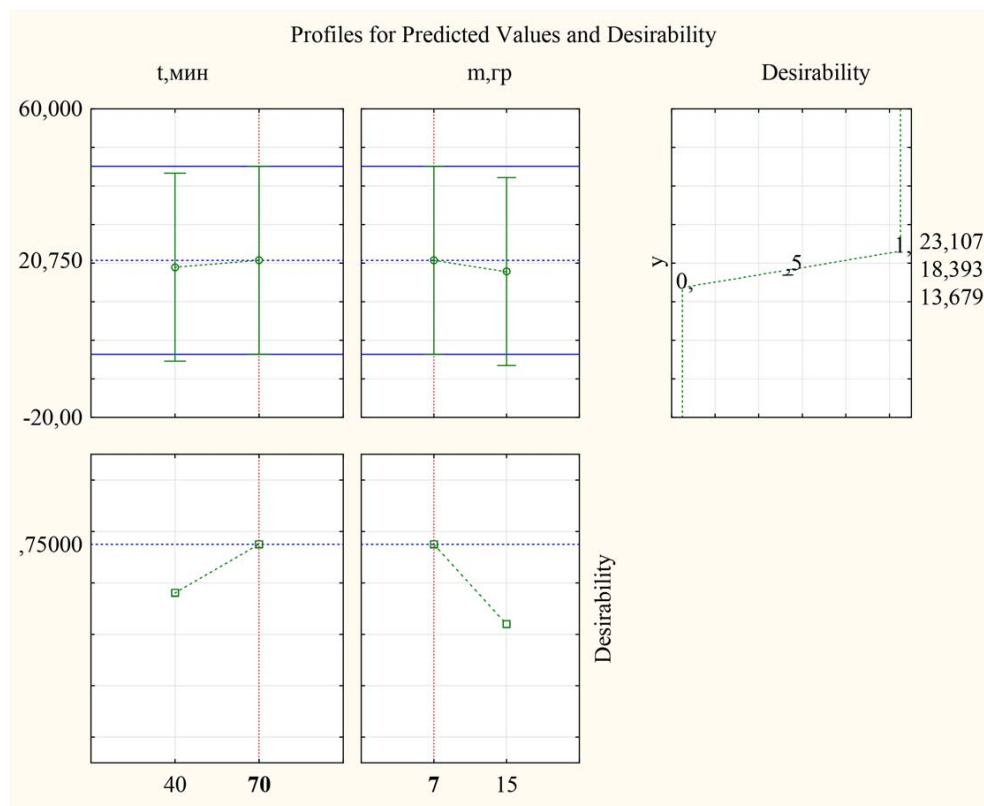 Profiles for Predicted Values and Desirability
t,мин
m,гр
Desirability
60,000
20,750
-20,00
y
0,
,5
1,
23,107
18,393
13,679
,75000
Desirability
40
70
7
15